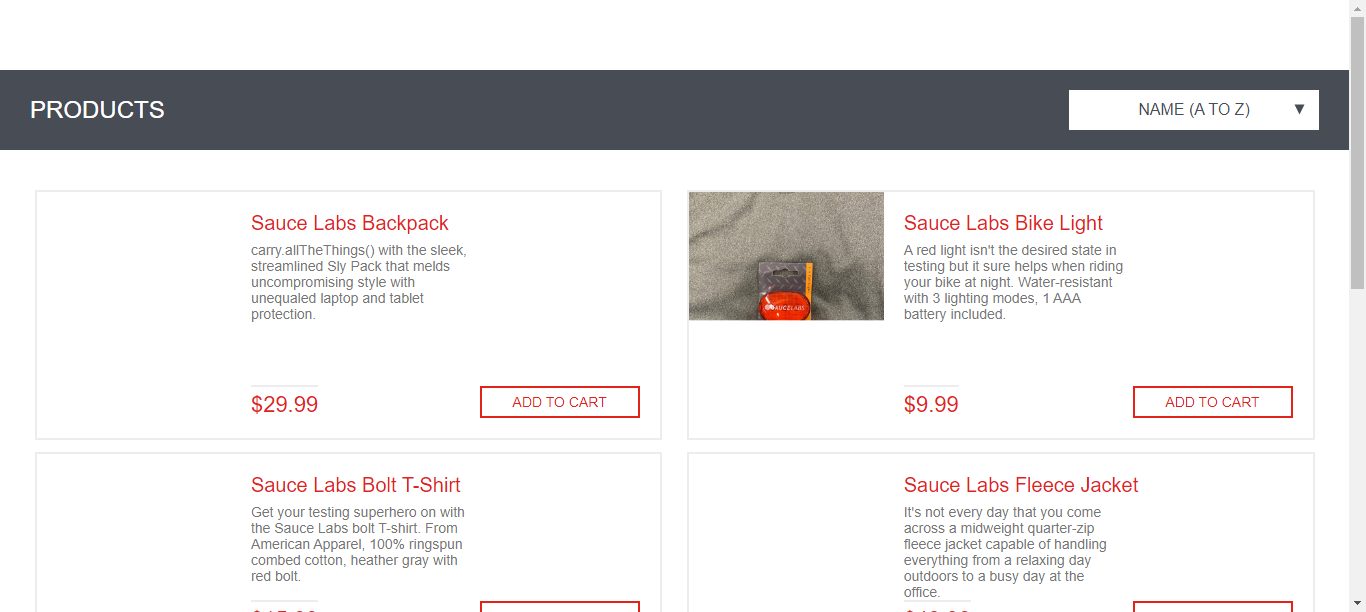 PRODUCTS
NAME (A TO Z)
Sauce Labs Backpack
carry.allTheThings() with the sleek,
streamlined Sly Pack that melds
uncompromising style with
unequaled laptop and tablet
protection.
$29.99
ADD TO CART
SAUCELABS
Sauce Labs Bike Light
A red light isn't the desired state in
testing but it sure helps when riding
your bike at night. Water-resistant
with 3 lighting modes, 1 AAA
battery included.
$9.99
ADD TO CART
Sauce Labs Bolt T-Shirt
Get your testing superhero on with
the Sauce Labs bolt T-shirt. From
American Apparel, 100% ringspun
combed cotton, heather gray with
red bolt.
Sauce Labs Fleece Jacket
It's not every day that you come
across a midweight quarter-zip
fleece jacket capable of handling
everything from a relaxing day
outdoors to a busy day at the
office.